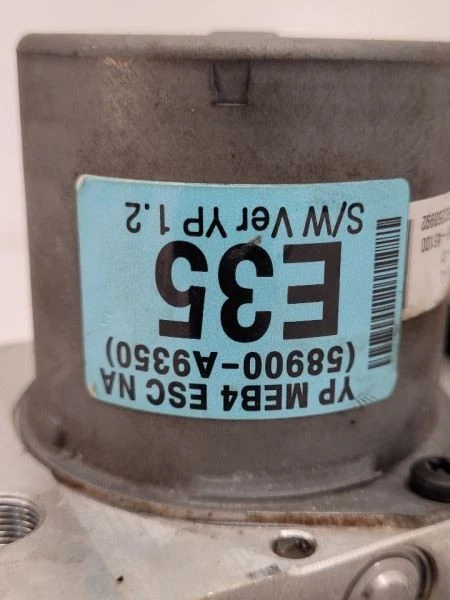 YP MEB4 ESC NA
(58900-A9350)
E35
S/W Ver YP 1.2